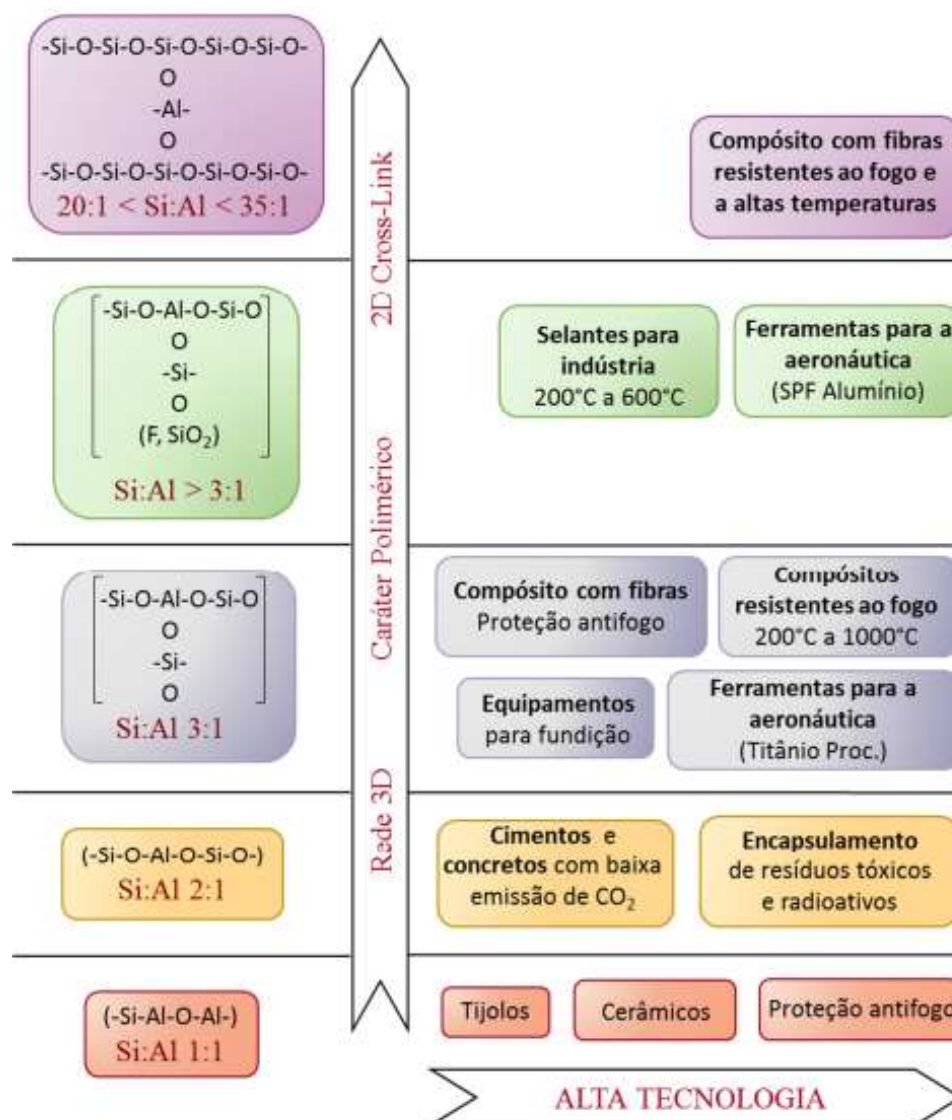 -Si-O-Si-O-Si-O-Si-O-Si-O-
O
-Al-
O
-Si-O-Si-O-Si-O-Si-O-Si-O-
20:1 < Si:Al < 35:1
Compósito com fibras
resistentes ao fogo e
a altas temperaturas
2D Cross-Link
-Si-O-Al-O-Si-O
O
-Si-
O
(F, SiO₂)
Si:Al > 3:1
Selantes para
indústria
200°C a 600°C
Ferramentas para a
aeronáutica
(SPF Alumínio)
Caráter Polimérico
-Si-O-Al-O-Si-O
O
-Si-
O
Si:Al 3:1
Compósito com fibras
Proteção antifogo
Compósitos
resistentes ao fogo
200°C a 1000°C
Equipamentos
para fundição
Ferramentas para a
aeronáutica
(Titânio Proc.)
Rede 3D
(-Si-O-Al-O-Si-O-)
Si:Al 2:1
Cimentos e
concretos com baixa
emissão de CO₂
Encapsulamento
de resíduos tóxicos
e radioativos
(-Si-Al-O-Al-)
Si:Al 1:1
Tijolos
Cerâmicos
Proteção antifogo
ALTA TECNOLOGIA